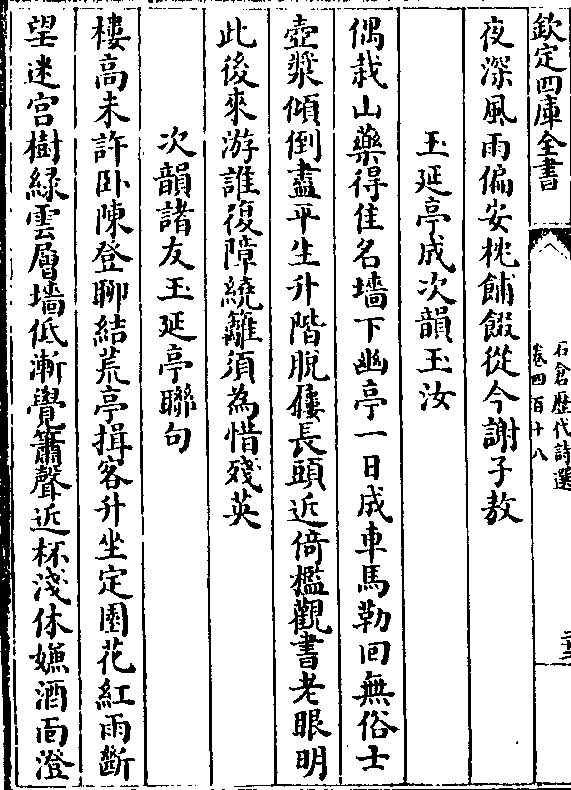 欽定四庫全書
石倉歷代詩選
卷四百十八
夜深風雨偏安枕餔餟從今謝子敖
玉延亭成次韻玉汝
偶栽山藥得佳名墻下幽亭一日成車馬勒回無俗士
壺漿傾倒盡平生升階脱屨長頭近倚檻觀書老眼明
此後來游誰復障繞籬須為惜殘英
次韻諸友玉延亭聯句
樓高未許卧陳登聊結荒亭揖客升坐定園花紅雨斷
望迷宫樹緑雲層墻低漸覺簫聲近杯淺休嫌酒面澄